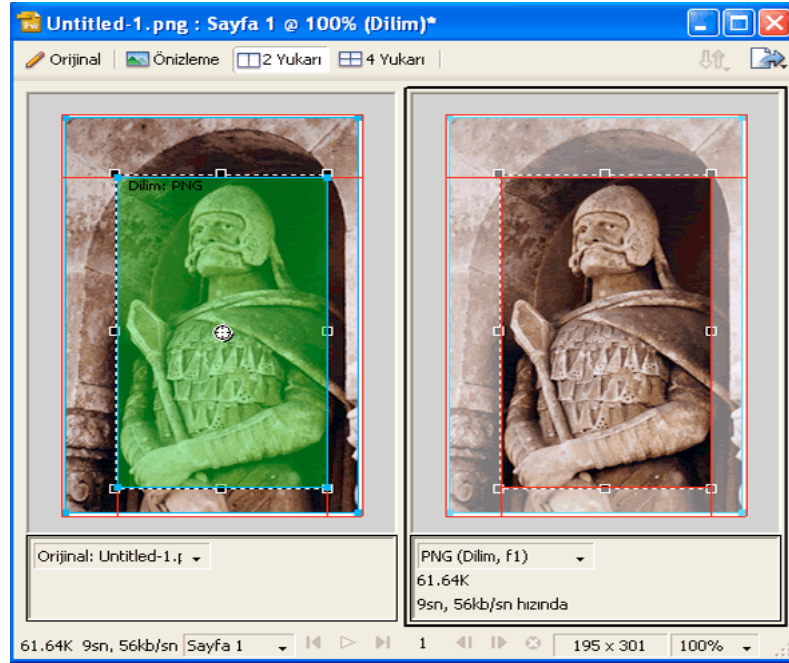 Untitled-1.png : Sayfa 1 @ 100% (Dilim)*
Orijinal Önizleme 2 Yukarı 4 Yukarı
Dilim: PNG
Orijinal: Untitled-1.p
PNG (Dilim, f1)
61.64K
9sn, 56kb/sn hızında
61.64K 9sn, 56kb/sn Sayfa 1 1 195 x 301 100%